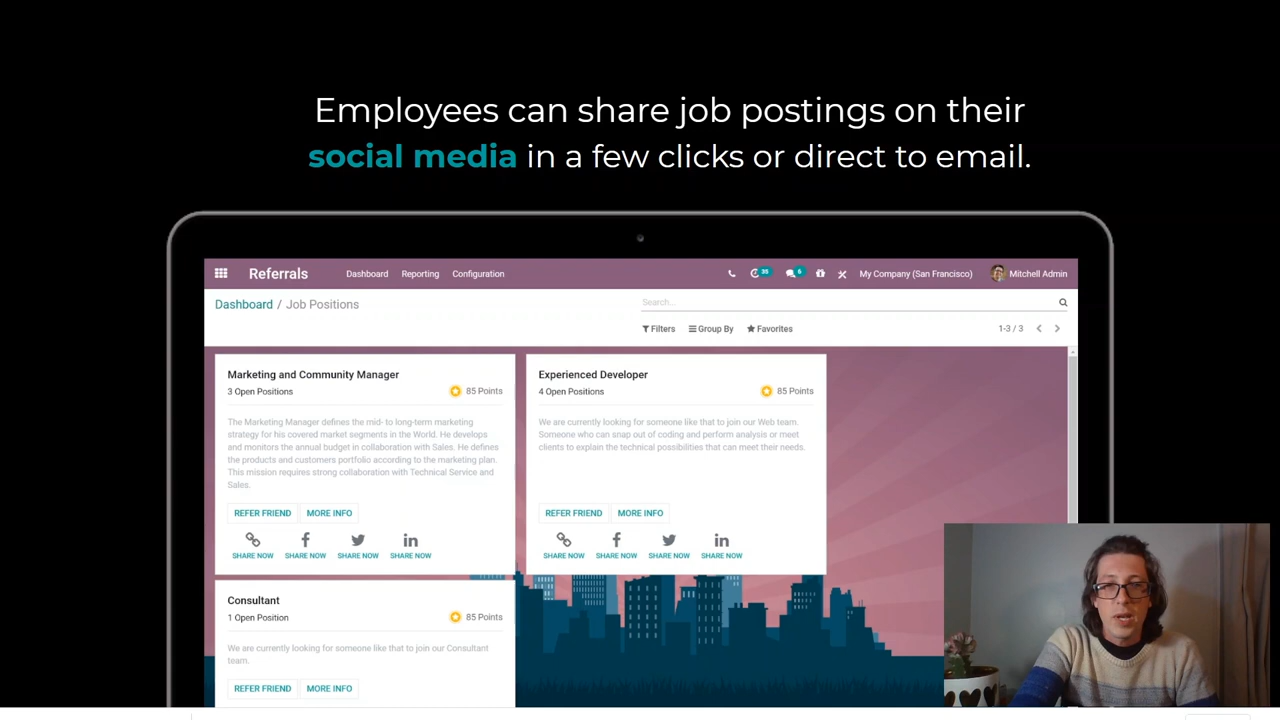 Employees can share job postings on their
social media in a few clicks or direct to email.
Referrals Dashboard Reporting Configuration 35 6 My Company (San Francisco) Mitchell Admin
Dashboard / Job Positions
Search...
Filters Group By Favorites 1-3 / 3
Marketing and Community Manager
3 Open Positions 85 Points
The Marketing Manager defines the mid- to long-term marketing
strategy for his covered market segments in the World. He develops
and monitors the annual budget in collaboration with Sales. He defines
the products and customers portfolio according to the marketing plan.
This mission requires strong collaboration with Technical Service and
Sales.
REFER FRIEND MORE INFO
SHARE NOW SHARE NOW SHARE NOW SHARE NOW
Experienced Developer
4 Open Positions 85 Points
We are currently looking for someone like that to join our Web team.
Someone who can snap out of coding and perform analysis or meet
clients to explain the technical possibilities that can meet their needs.
REFER FRIEND MORE INFO
SHARE NOW SHARE NOW SHARE NOW SHARE NOW
Consultant
1 Open Position 85 Points
We are currently looking for someone like that to join our Consultant
team.
REFER FRIEND MORE INFO